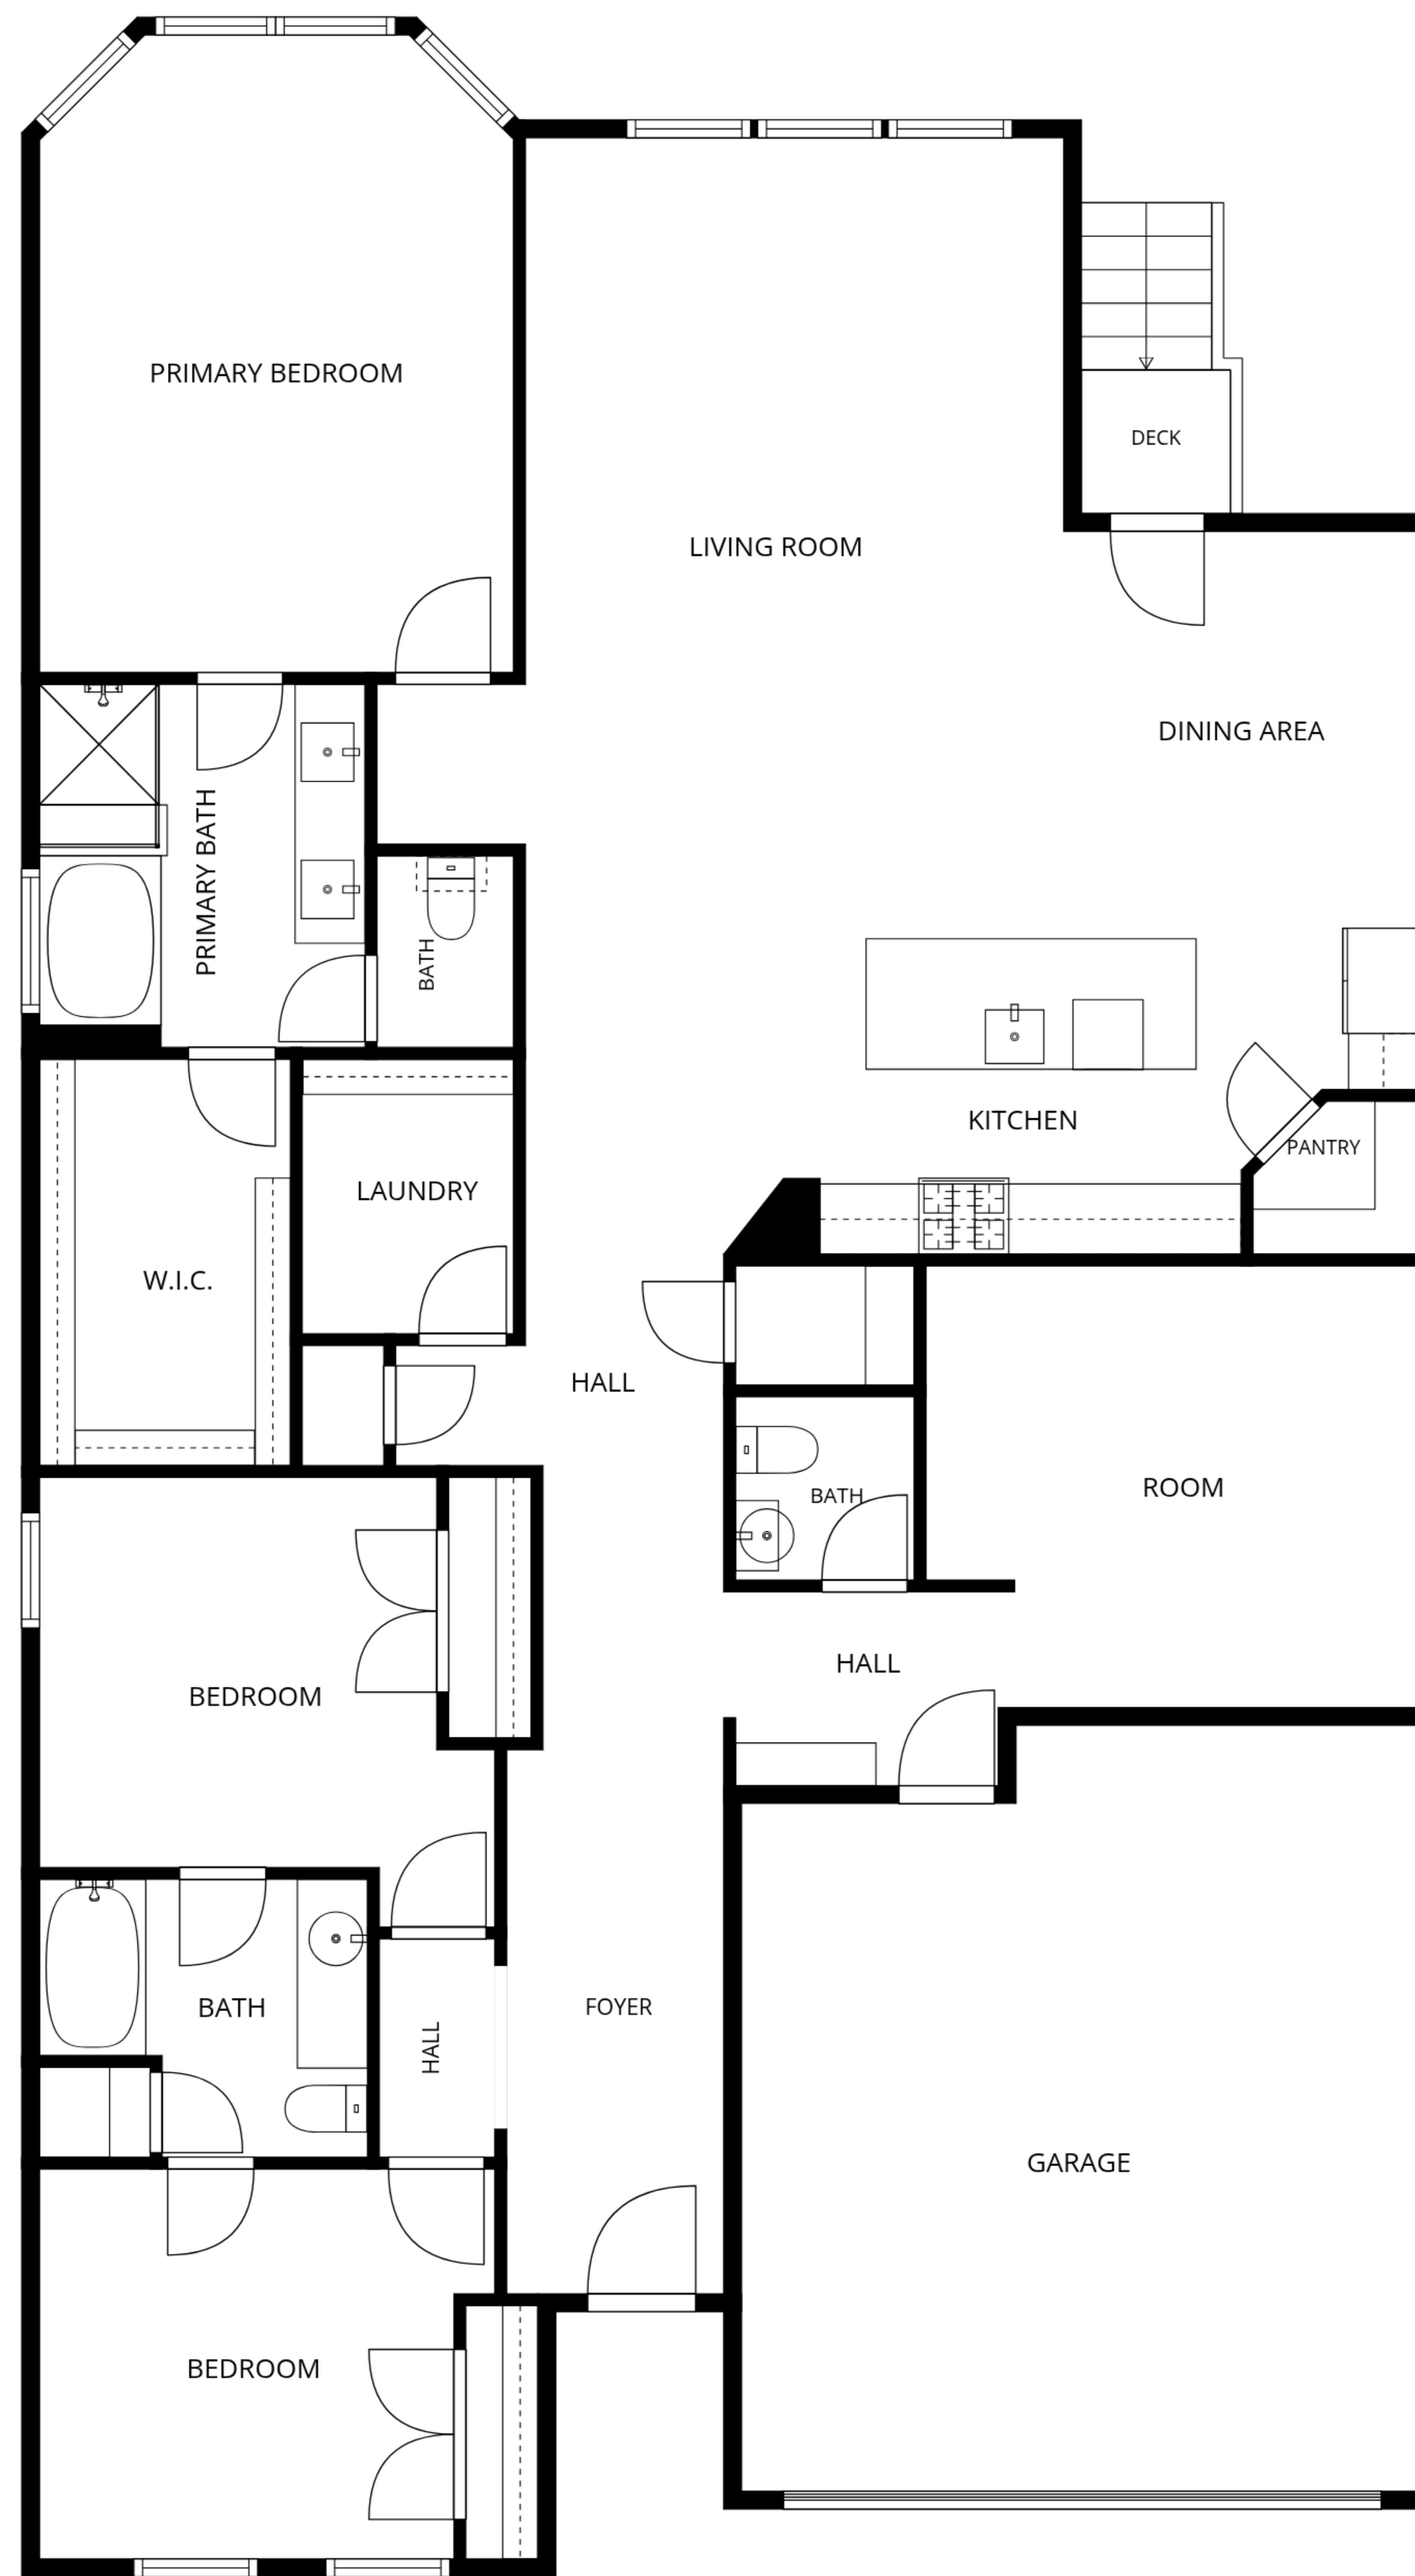 PRIMARY BEDROOM
DECK
LIVING ROOM
DINING AREA
PRIMARY BATH
BATH
KITCHEN
PANTRY
LAUNDRY
W.I.C.
HALL
ROOM
BATH
HALL
BEDROOM
FOYER
BATH
HALL
GARAGE
BEDROOM